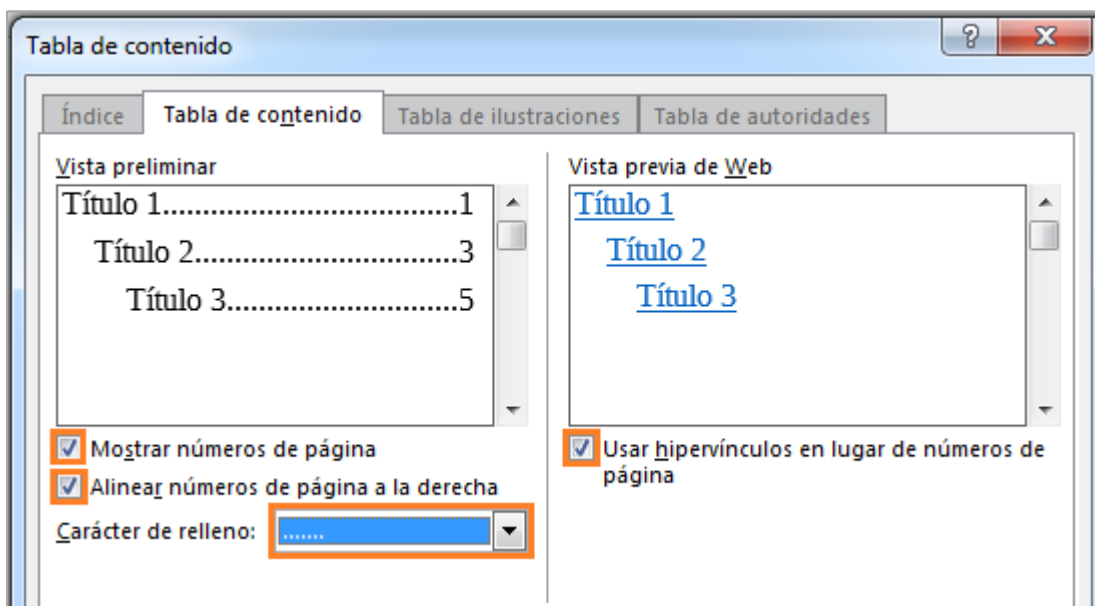 Tabla de contenido
Índice
Tabla de contenido
Tabla de ilustraciones
Tabla de autoridades
Vista preliminar
Título 1.....................................1
Título 2.................................3
Título 3.............................5
Mostrar números de página
Alinear números de página a la derecha
Carácter de relleno: .......
Vista previa de Web
Título 1
Título 2
Título 3
Usar hipervínculos en lugar de números de
página